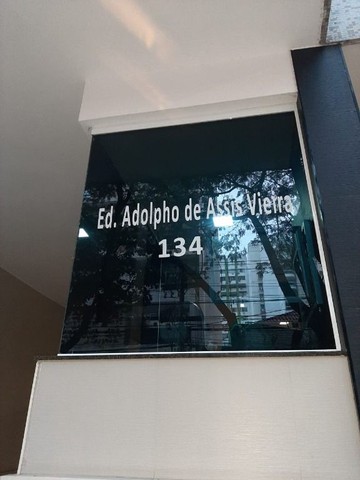 Ed. Adolpho de Assis Vieira
134